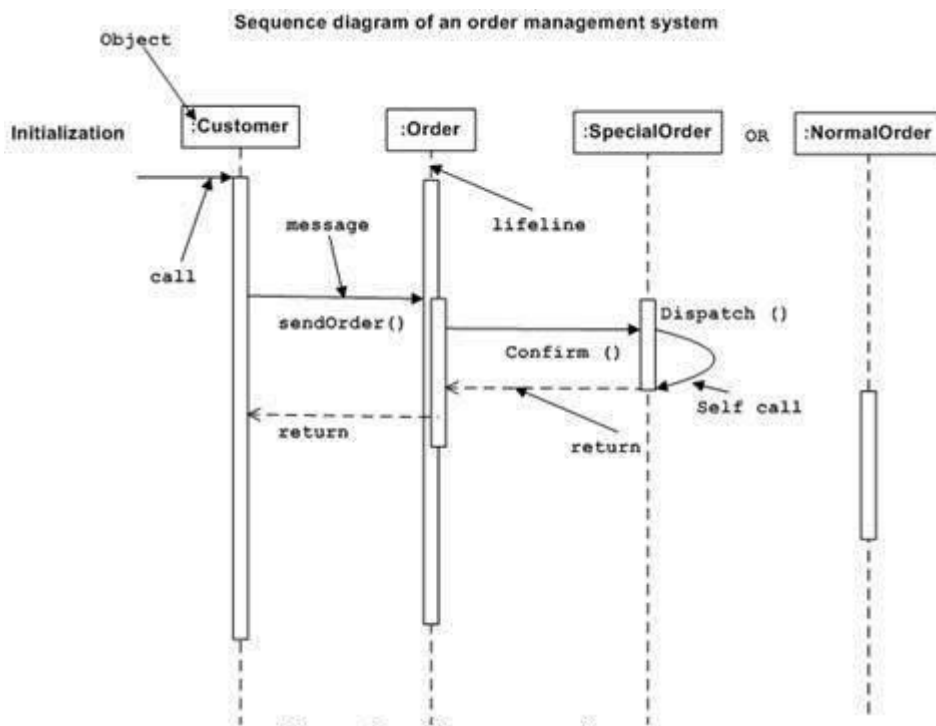 Sequence diagram of an order management system
Object
Initialization
:Customer
:Order
:SpecialOrder
OR
:NormalOrder
message
lifeline
call
sendOrder()
Dispatch ()
Confirm ()
Self call
return
return